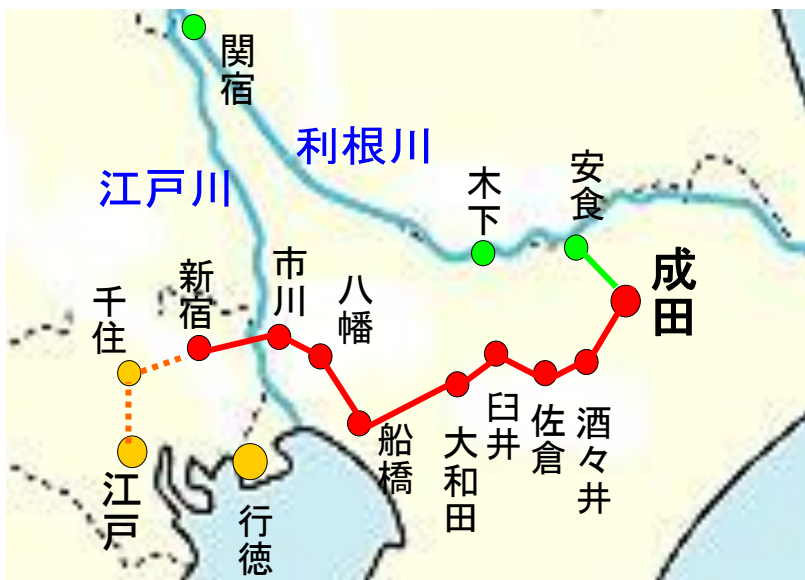 関宿
利根川
江戸川
木下
安食
成田
市川
八幡
新宿
千住
江戸
行徳
船橋
大和田
臼井
佐倉
酒々井